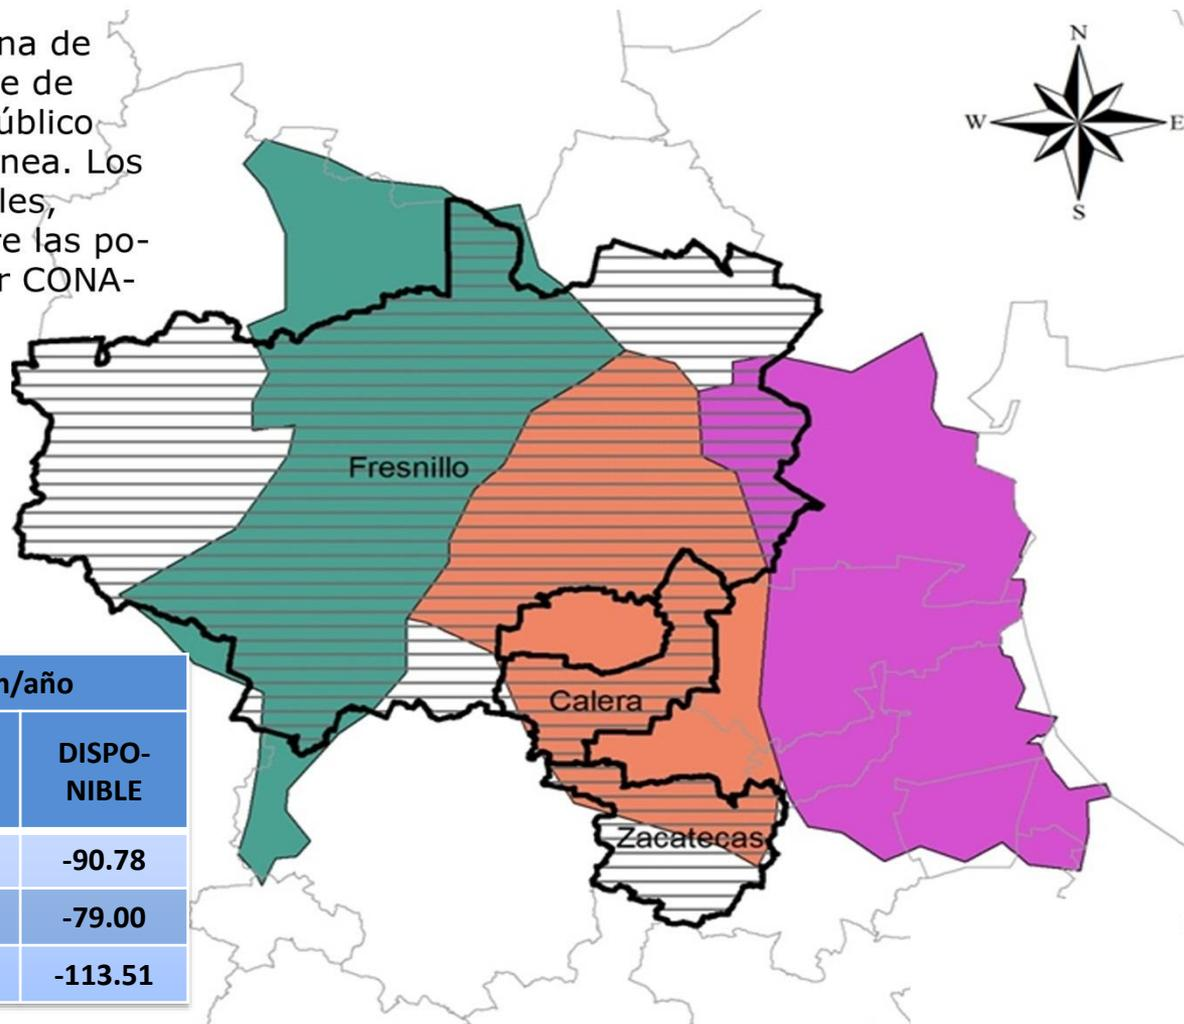 na de
e de
úblico
nea. Los
les,
re las po-
r CONA-
N
W
E
S
Fresnillo
Calera
Zacatecas
m/año
DISPO-
NIBLE
-90.78
-79.00
-113.51